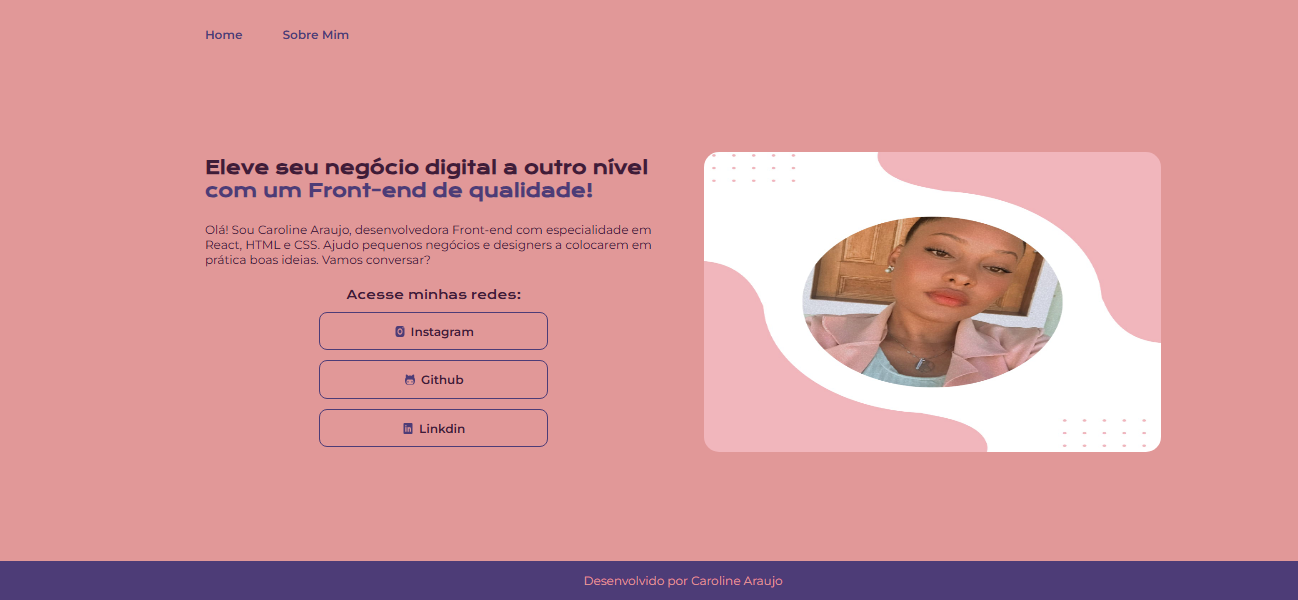 Home
Sobre Mim
Eleve seu negócio digital a outro nível
com um Front-end de qualidade!
Olá! Sou Caroline Araujo, desenvolvedora Front-end com especialidade em
React, HTML e CSS. Ajudo pequenos negócios e designers a colocarem em
prática boas ideias. Vamos conversar?
Acesse minhas redes:
Instagram
Github
Linkdin
Desenvolvido por Caroline Araujo